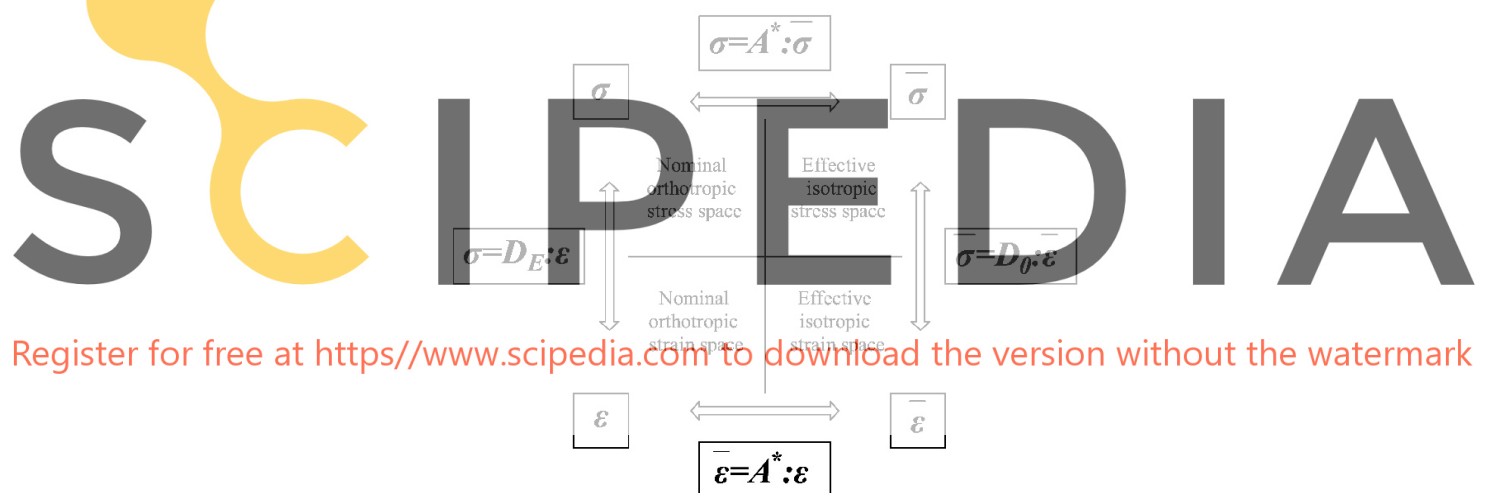 σ=A*:σ̅
σ
σ̅
SCIPEDIA
Nominal
orthotropic
stress space
Effective
isotropic
stress space
σ=D_E:ε
σ̅=D_0:ε̅
Nominal
orthotropic
strain space
Effective
isotropic
strain space
Register for free at https//www.scipedia.com to download the version without the watermark
ε
ε̅
ε̅=A*:ε